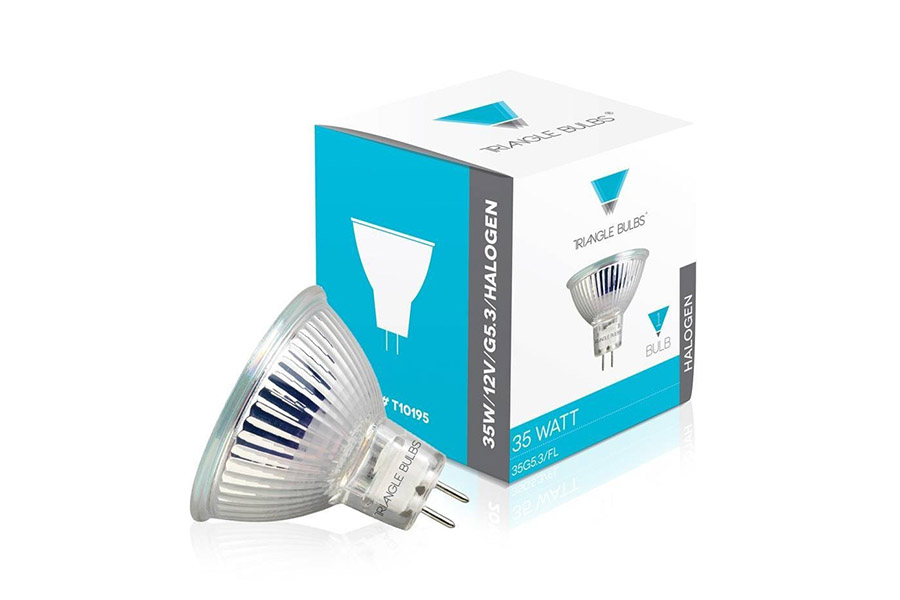 TRIANGLE BULBS®
TRIANGLE BULBS®
35W/12V/G5.3/HALOGEN
# T10195
1
BULB
HALOGEN
35 WATT
35G5.3/FL
TRIANGLE BULBS